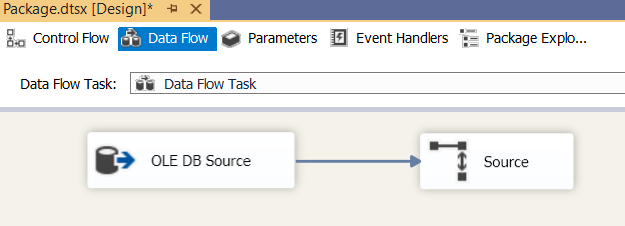 Package.dtsx [Design]*
Control Flow Data Flow Parameters Event Handlers Package Explo...
Data Flow Task: Data Flow Task
OLE DB Source Source